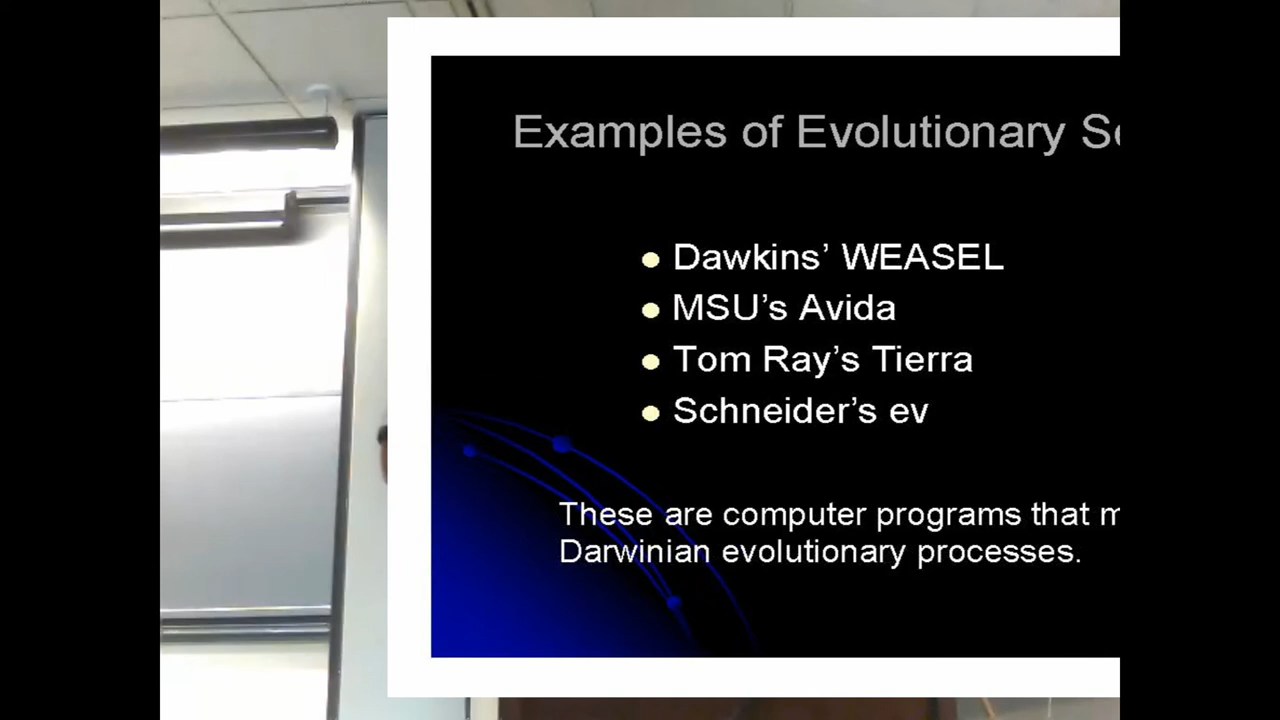 Examples of Evolutionary
Dawkins’ WEASEL
MSU’s Avida
Tom Ray’s Tierra
Schneider’s ev
These are computer programs that
Darwinian evolutionary processes.